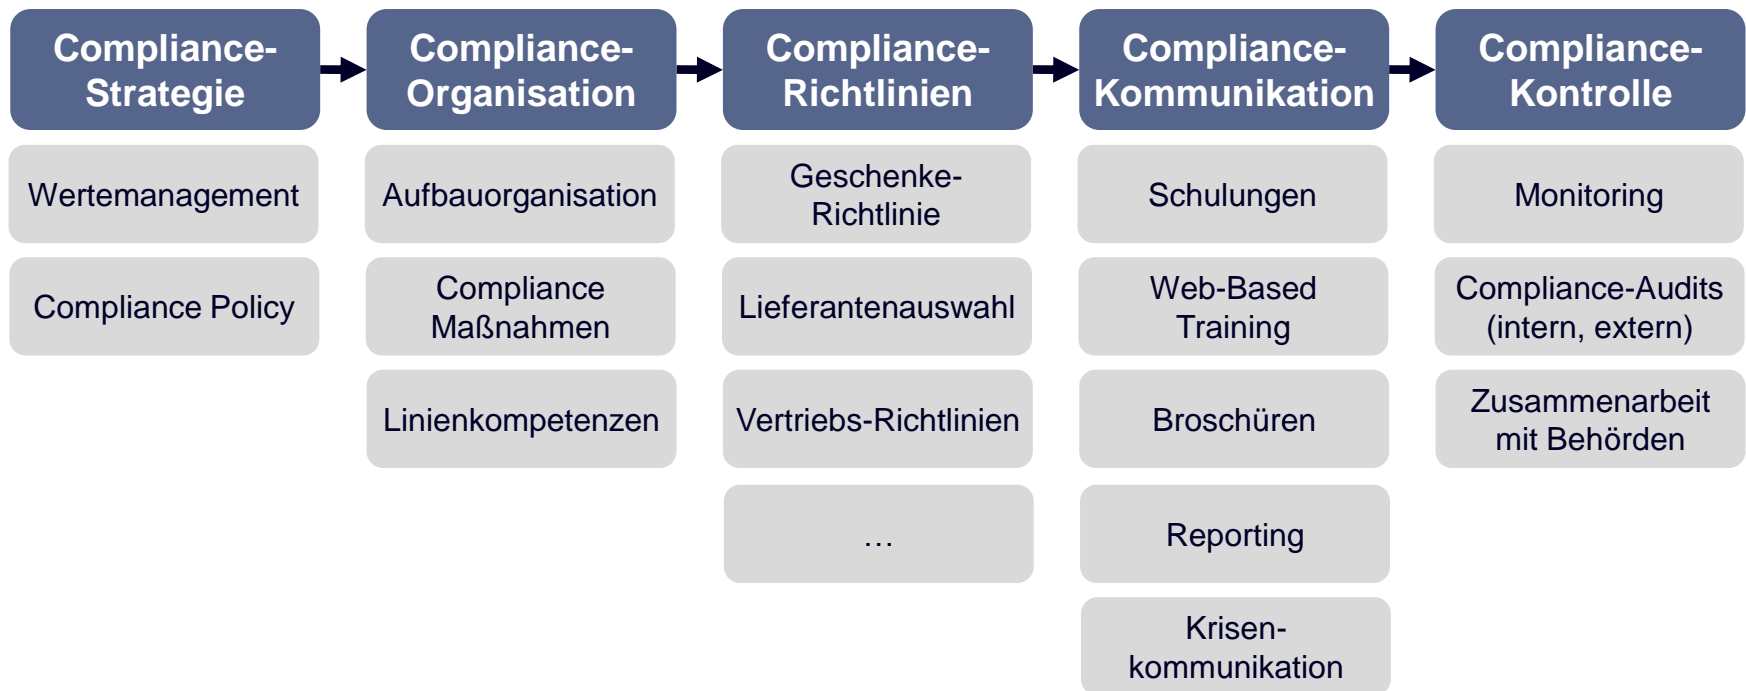 Compliance-
Strategie
Compliance-
Organisation
Compliance-
Richtlinien
Compliance-
Kommunikation
Compliance-
Kontrolle
Wertemanagement
Compliance Policy
Aufbauorganisation
Compliance
Maßnahmen
Linienkompetenzen
Geschenke-
Richtlinie
Lieferantenauswahl
Vertriebs-Richtlinien
…
Schulungen
Web-Based
Training
Broschüren
Reporting
Krisen-
kommunikation
Monitoring
Compliance-Audits
(intern, extern)
Zusammenarbeit
mit Behörden